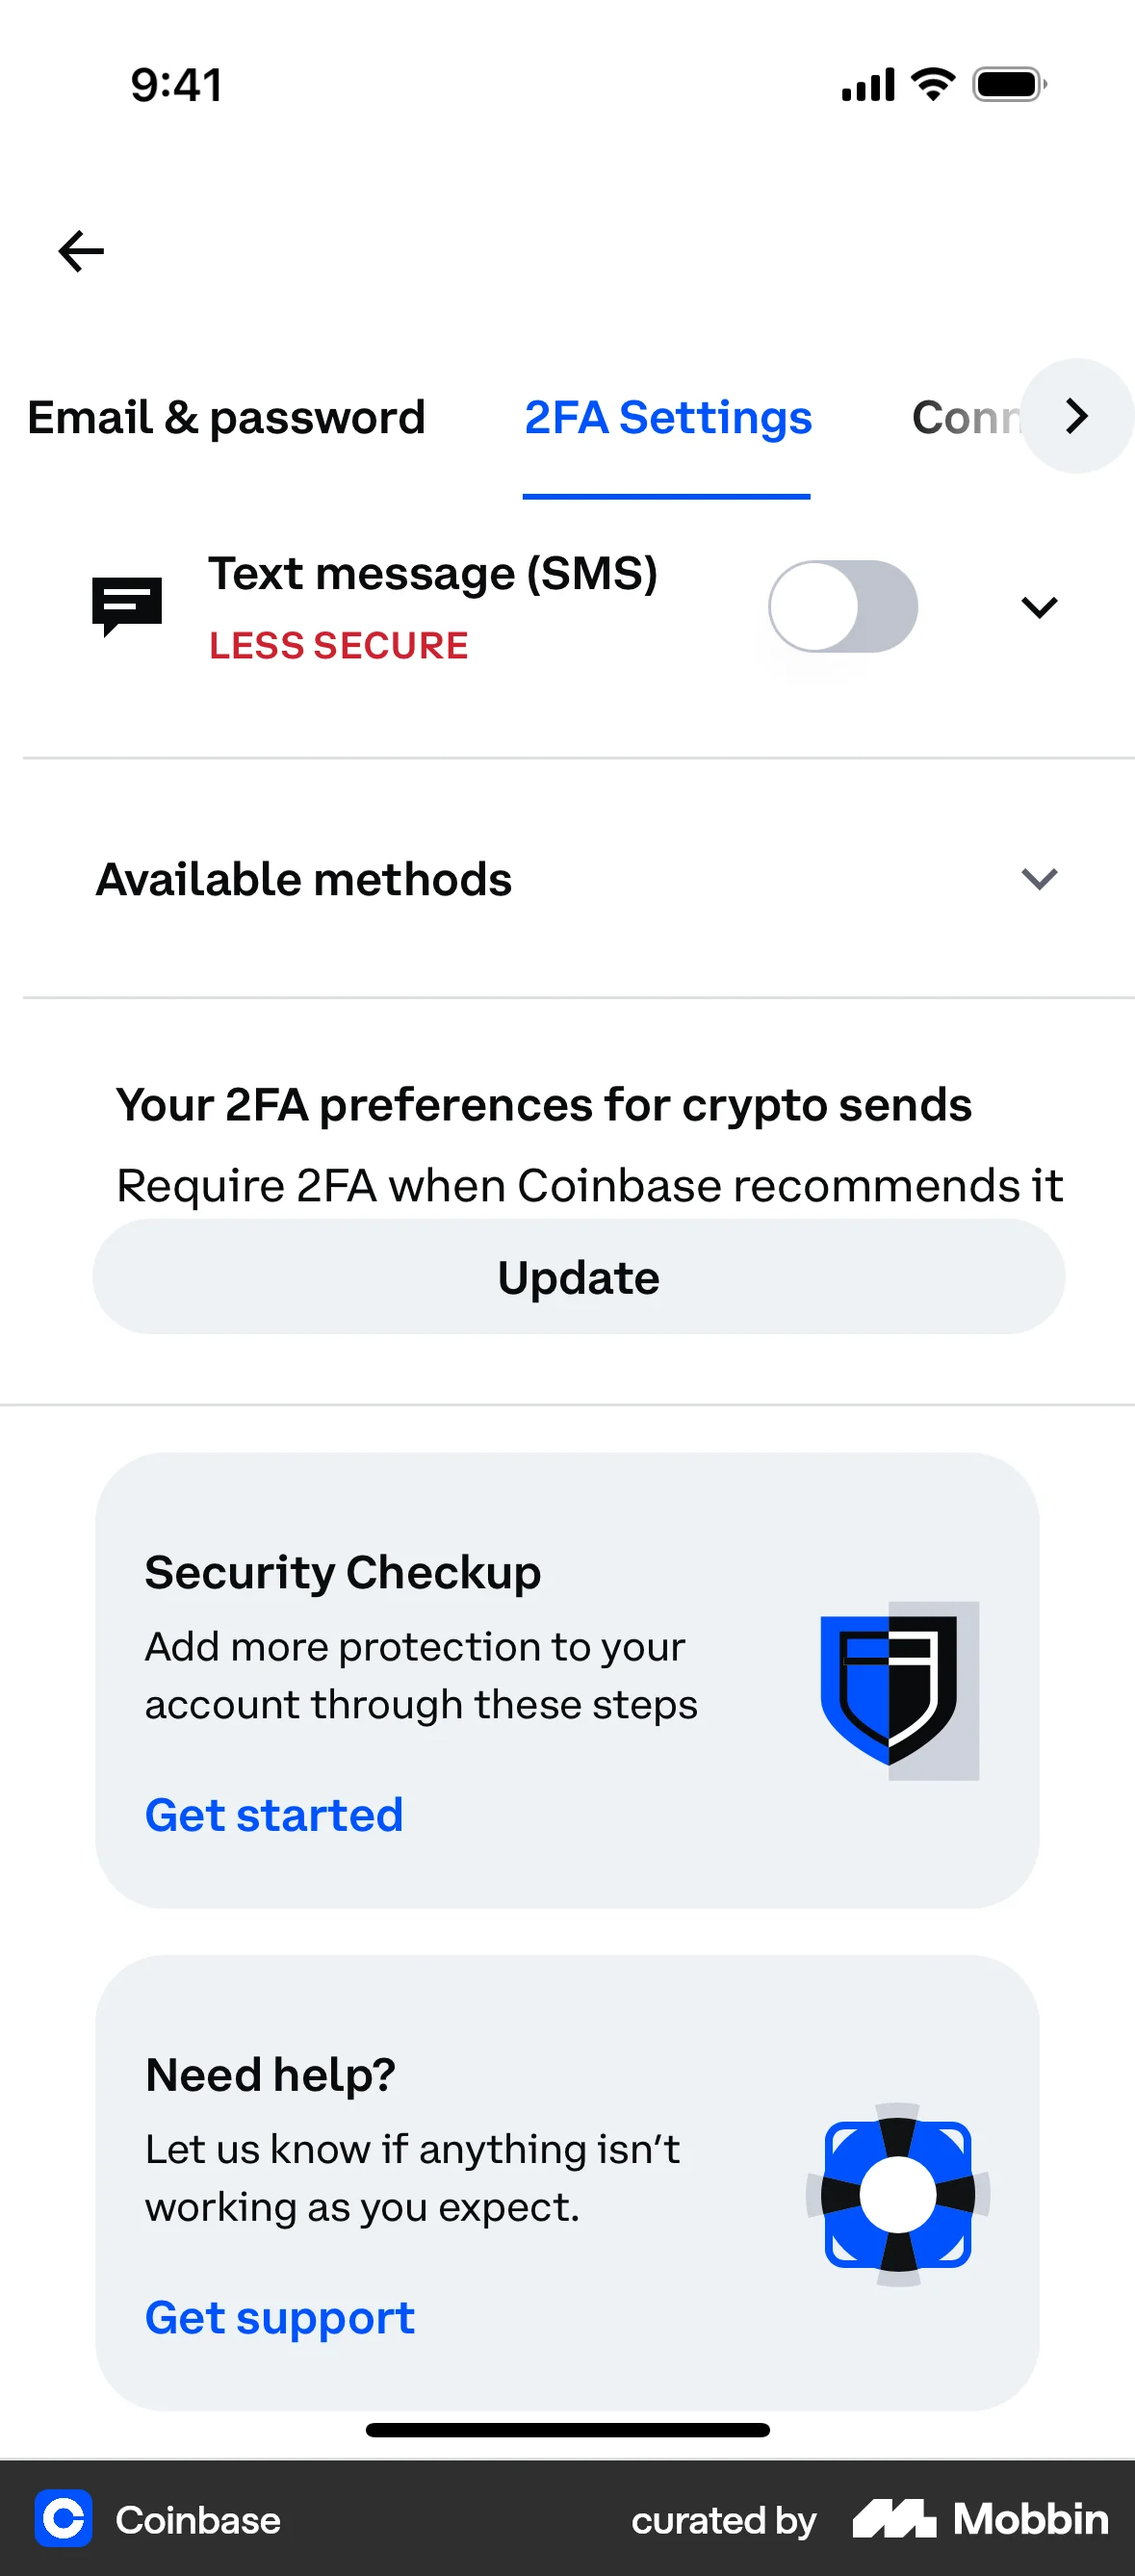 9:41
Email & password
2FA Settings
Conn
Text message (SMS)
LESS SECURE
Available methods
Your 2FA preferences for crypto sends
Require 2FA when Coinbase recommends it
Update
Security Checkup
Add more protection to your
account through these steps
Get started
Need help?
Let us know if anything isn’t
working as you expect.
Get support
Coinbase
curated by
Mobbin